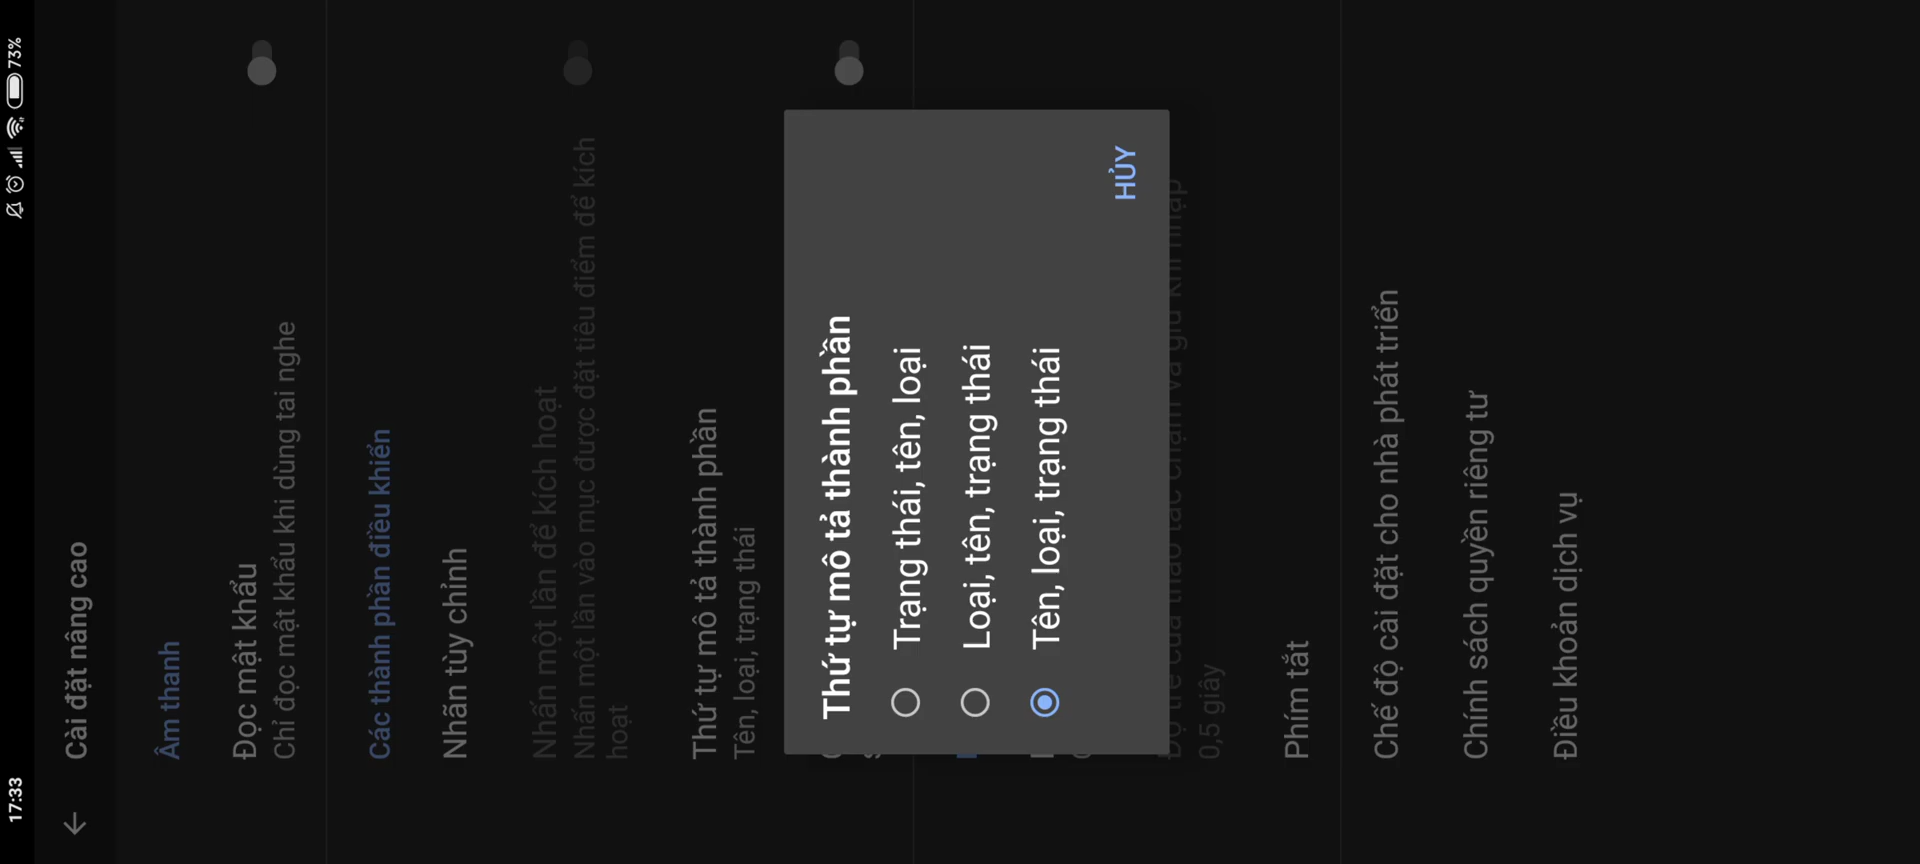 17:33
73%
Cài đặt nâng cao
Âm thanh
Đọc mật khẩu
Chỉ đọc mật khẩu khi dùng tai nghe
Các thành phần điều khiển
Nhãn tùy chỉnh
Nhấn một lần để kích hoạt
Nhấn một lần vào mục được đặt tiêu điểm để kích
hoạt
Thứ tự mô tả thành phần
Tên, loại, trạng thái
Thứ tự mô tả thành phần
Trạng thái, tên, loại
Loại, tên, trạng thái
Tên, loại, trạng thái
HỦY
0,5 giây
Phím tắt
Chế độ cài đặt cho nhà phát triển
Chính sách quyền riêng tư
Điều khoản dịch vụ